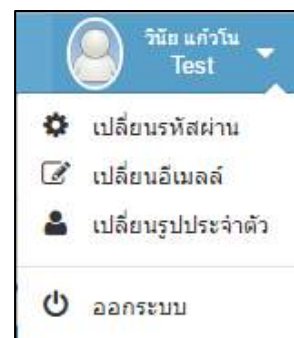 วินัย แก้วโน
Test
เปลี่ยนรหัสผ่าน
เปลี่ยนอีเมลล์
เปลี่ยนรูปประจำตัว
ออกระบบ